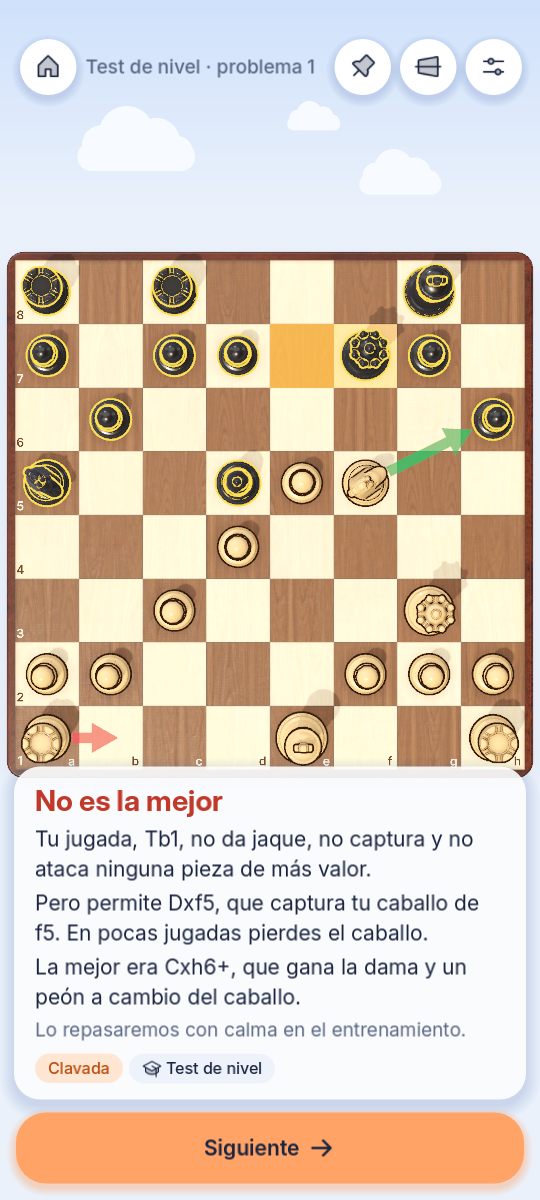 Test de nivel · problema 1
8
7
6
5
4
3
2
1 a b c d e f g h
No es la mejor
Tu jugada, Tb1, no da jaque, no captura y no
ataca ninguna pieza de más valor.
Pero permite Dxf5, que captura tu caballo de
f5. En pocas jugadas pierdes el caballo.
La mejor era Cxh6+, que gana la dama y un
peón a cambio del caballo.
Lo repasaremos con calma en el entrenamiento.
Clavada Test de nivel
Siguiente →